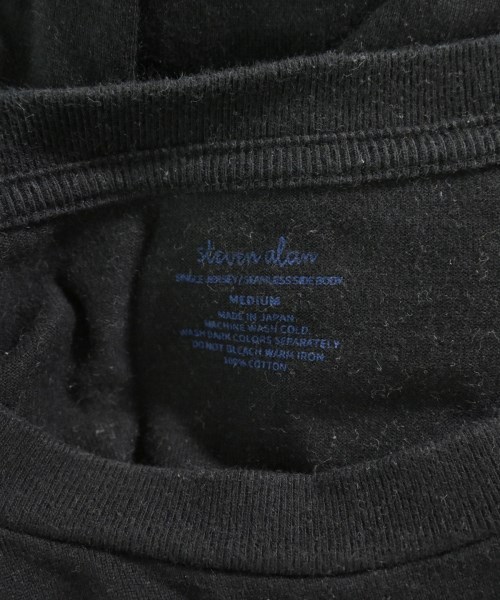 steven alan
SINGLE JERSEY/SEAMLESS SIDE BODY
MEDIUM
MADE IN JAPAN.
MACHINE WASH COLD.
WASH DARK COLORS SEPARATELY.
DO NOT BLEACH WARM IRON.
100% COTTON